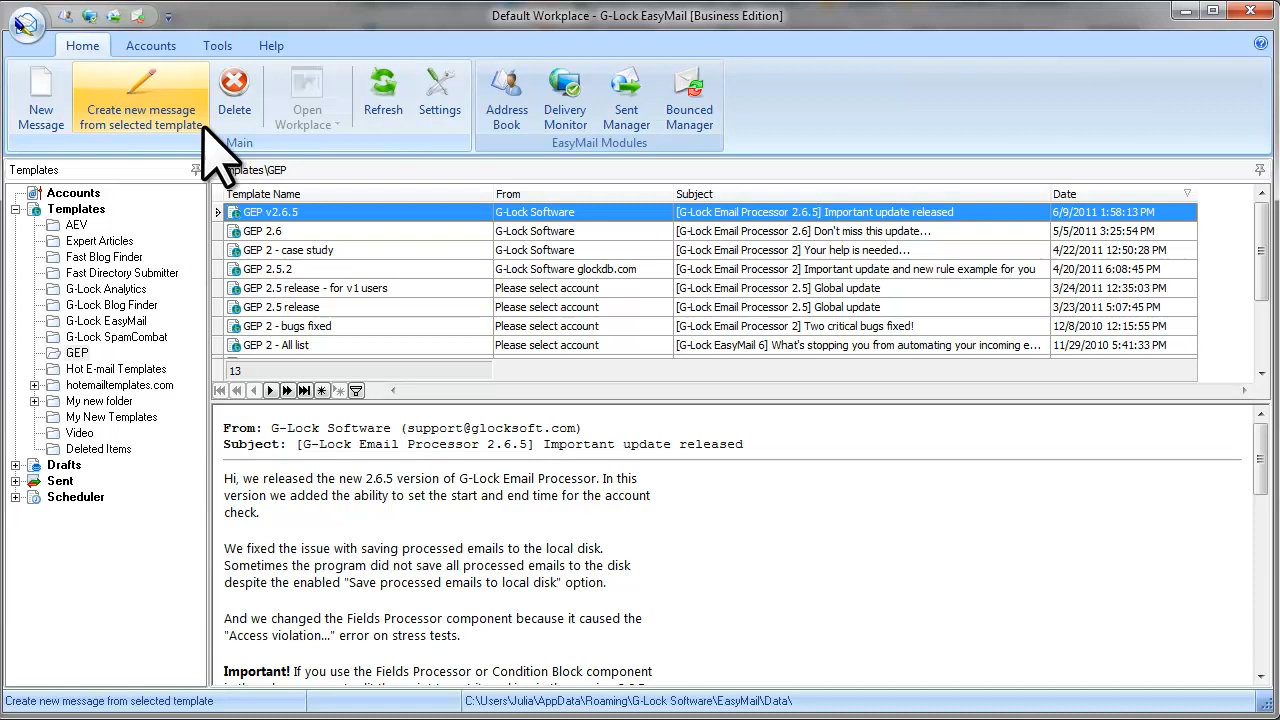 Default Workplace - G-Lock EasyMail [Business Edition]
Home Accounts Tools Help
New Message
Create new message from selected template
Delete
Open Workplace
Refresh
Settings
Address Book
Delivery Monitor
Sent Manager
Bounced Manager
Main
EasyMail Modules
Templates
mplates\GEP
Accounts
Templates
AEV
Expert Articles
Fast Blog Finder
Fast Directory Submitter
G-Lock Analytics
G-Lock Blog Finder
G-Lock EasyMail
G-Lock SpamCombat
GEP
Hot E-mail Templates
hotemailtemplates.com
My new folder
My New Templates
Video
Deleted Items
Drafts
Sent
Scheduler
Template Name From Subject Date
GEP v2.6.5 G-Lock Software [G-Lock Email Processor 2.6.5] Important update released 6/9/2011 1:58:13 PM
GEP 2.6 G-Lock Software [G-Lock Email Processor 2.6] Don't miss this update... 5/5/2011 3:25:54 PM
GEP 2 - case study G-Lock Software [G-Lock Email Processor 2] Your help is needed... 4/22/2011 12:50:28 PM
GEP 2.5.2 G-Lock Software glockdb.com [G-Lock Email Processor 2] Important update and new rule example for you 4/20/2011 6:08:45 PM
GEP 2.5 release - for v1 users Please select account [G-Lock Email Processor 2.5] Global update 3/24/2011 12:35:03 PM
GEP 2.5 release Please select account [G-Lock Email Processor 2.5] Global update 3/23/2011 5:07:45 PM
GEP 2 - bugs fixed Please select account [G-Lock Email Processor 2] Two critical bugs fixed! 12/8/2010 12:15:55 PM
GEP 2 - All list Please select account [G-Lock EasyMail 6] What's stopping you from automating your incoming e... 11/29/2010 5:41:33 PM
13
From: G-Lock Software (support@glocksoft.com)
Subject: [G-Lock Email Processor 2.6.5] Important update released
Hi, we released the new 2.6.5 version of G-Lock Email Processor. In this
version we added the ability to set the start and end time for the account
check.
We fixed the issue with saving processed emails to the local disk.
Sometimes the program did not save all processed emails to the disk
despite the enabled "Save processed emails to local disk" option.
And we changed the Fields Processor component because it caused the
"Access violation..." error on stress tests.
Important! If you use the Fields Processor or Condition Block component
Create new message from selected template
C:\Users\Julia\AppData\Roaming\G-Lock Software\EasyMail\Data\